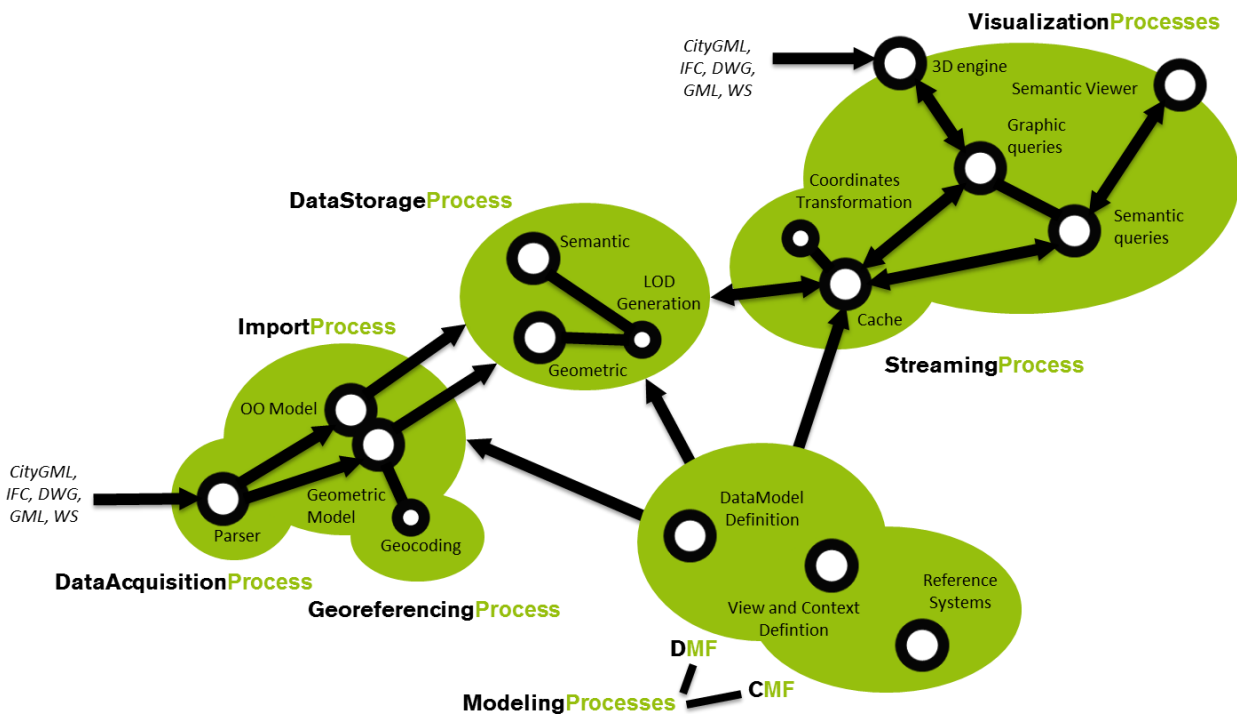 VisualizationProcesses
CityGML,
IFC, DWG,
GML, WS
3D engine
Semantic Viewer
Graphic
queries
Coordinates
Transformation
Semantic
queries
Cache
StreamingProcess
DataStorageProcess
Semantic
LOD
Generation
Geometric
ImportProcess
OO Model
CityGML,
IFC, DWG,
GML, WS
Geometric
Model
Parser
Geocoding
DataAcquisitionProcess
GeoreferencingProcess
DataModel
Definition
View and Context
Defintion
Reference
Systems
DMF
CMF
ModelingProcesses